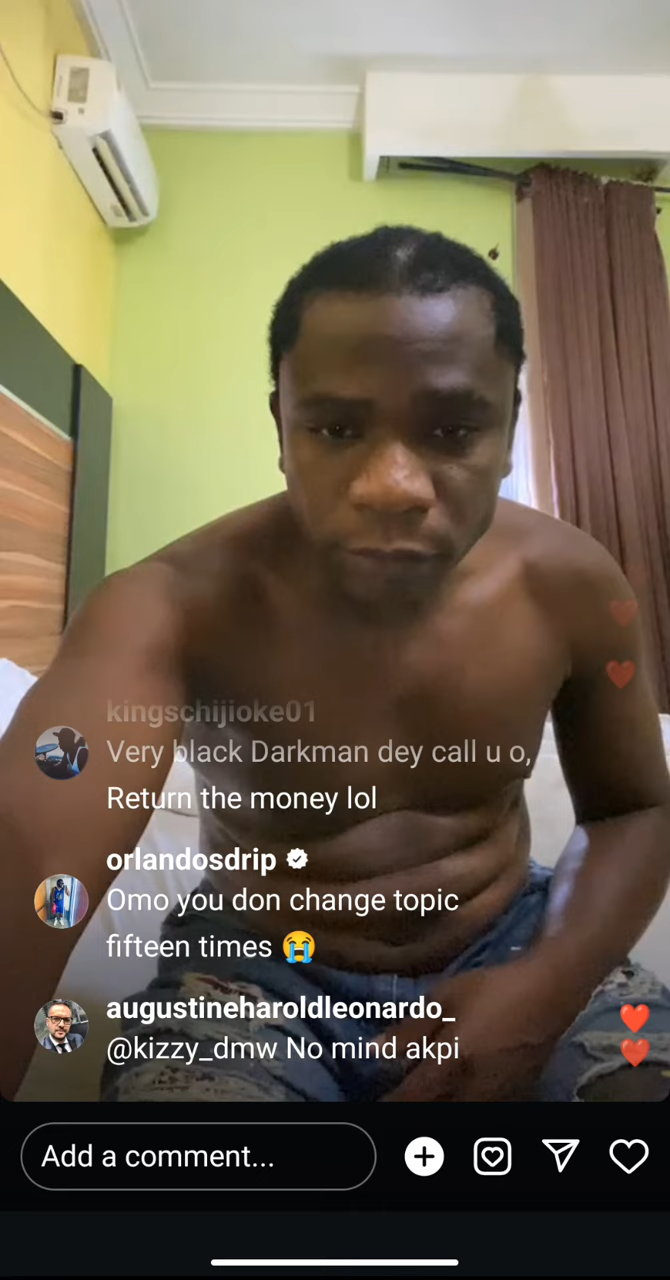 kingschijioke01
Very black Darkman dey call u o,
Return the money lol
orlandosdrip
Omo you don change topic
fifteen times 😭
augustineharoldleonardo_
@kizzy_dmw No mind akpi
Add a comment...